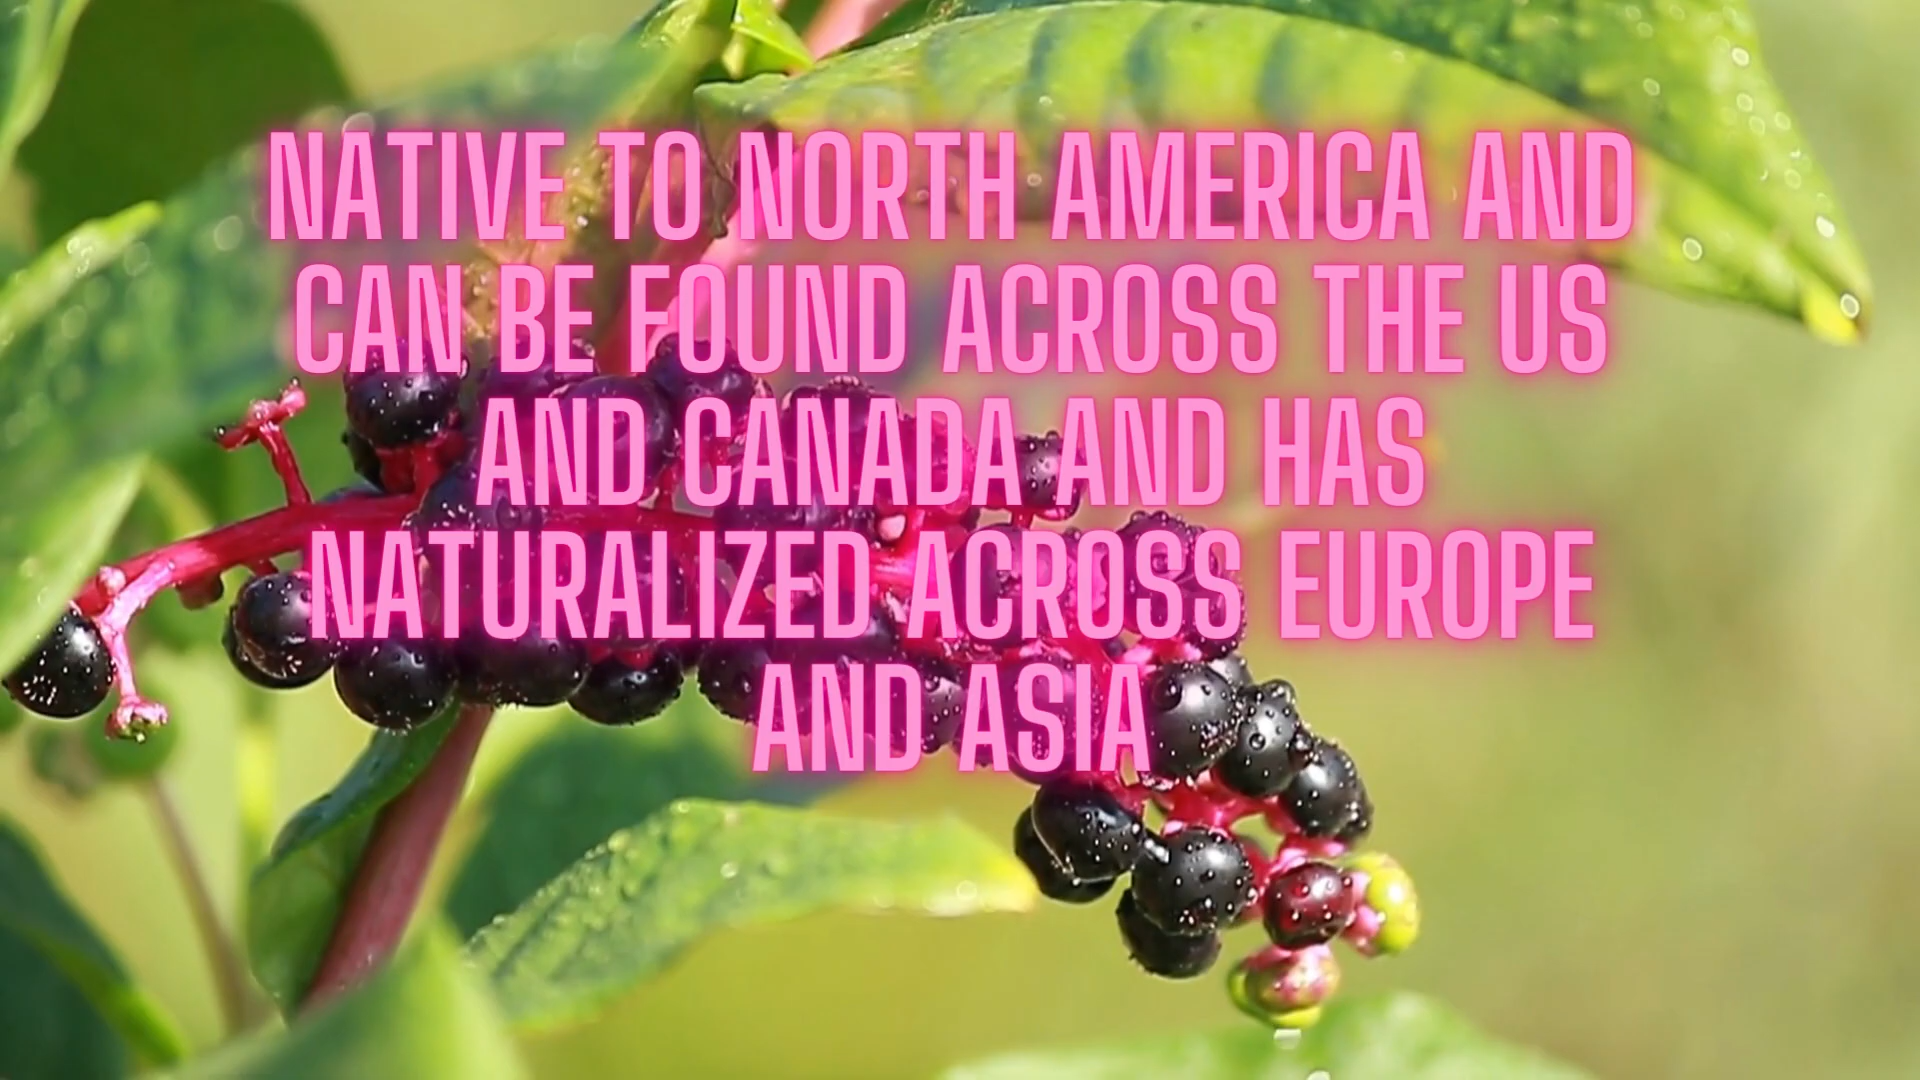 NATIVE TO NORTH AMERICA AND
CAN BE FOUND ACROSS THE US
AND CANADA AND HAS
NATURALIZED ACROSS EUROPE
AND ASIA